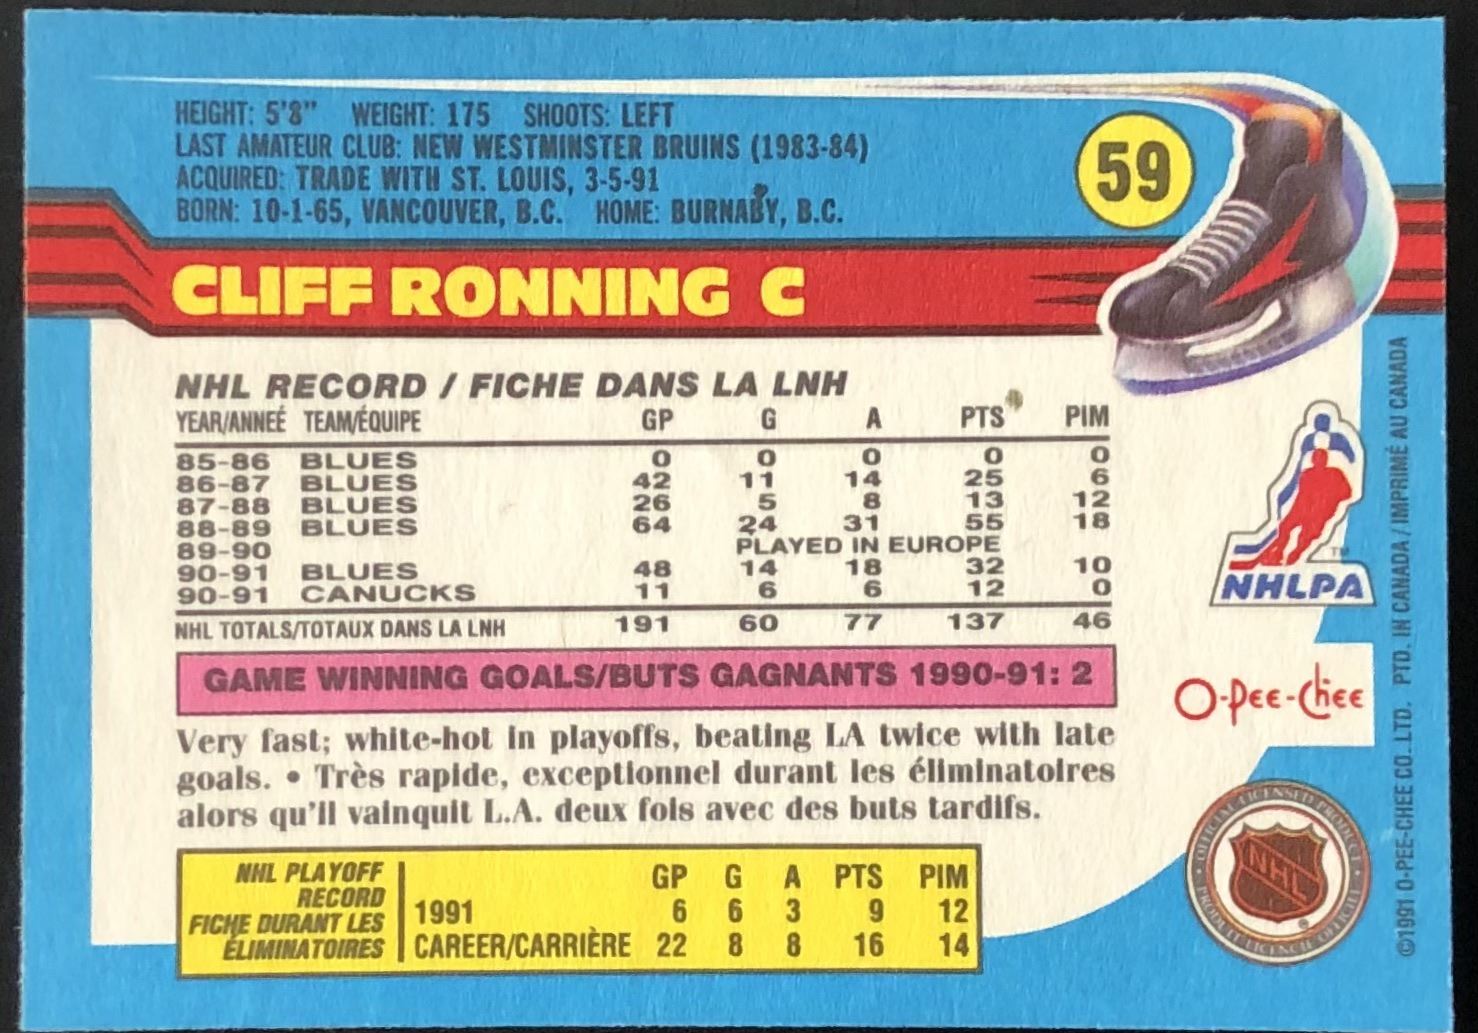 HEIGHT: 5'8" WEIGHT: 175 SHOOTS: LEFT
LAST AMATEUR CLUB: NEW WESTMINSTER BRUINS (1983-84)
ACQUIRED: TRADE WITH ST. LOUIS, 3-5-91
BORN: 10-1-65, VANCOUVER, B.C. HOME: BURNABY, B.C.
59
CLIFF RONNING C
NHL RECORD / FICHE DANS LA LNH
YEAR/ANNEÉ TEAM/ÉQUIPE GP G A PTS PIM
85-86 BLUES 0 0 0 0 0
86-87 BLUES 42 11 14 25 6
87-88 BLUES 26 5 8 13 12
88-89 BLUES 64 24 31 55 18
89-90 PLAYED IN EUROPE
90-91 BLUES 48 14 18 32 10
90-91 CANUCKS 11 6 6 12 0
NHL TOTALS/TOTAUX DANS LA LNH 191 60 77 137 46
GAME WINNING GOALS/BUTS GAGNANTS 1990-91: 2
Very fast; white-hot in playoffs, beating LA twice with late
goals. • Très rapide, exceptionnel durant les éliminatoires
alors qu'il vainquit L.A. deux fois avec des buts tardifs.
NHL PLAYOFF
RECORD
FICHE DURANT LES
ÉLIMINATOIRES
GP G A PTS PIM
1991 6 6 3 9 12
CAREER/CARRIÈRE 22 8 8 16 14
TM
NHLPA
O-Pee-Chee
OFFICIAL LICENSED PRODUCT
NHL
®
PRODUIT LICENCIÉ OFFICIEL
©1991 O-PEE-CHEE CO. LTD. PTD. IN CANADA / IMPRIMÉ AU CANADA